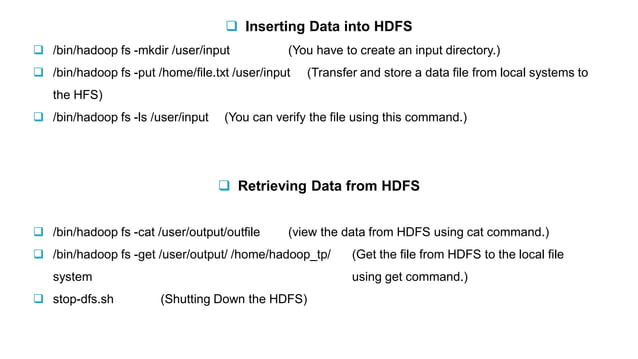 ❑ Inserting Data into HDFS
❑ /bin/hadoop fs -mkdir /user/input (You have to create an input directory.)
❑ /bin/hadoop fs -put /home/file.txt /user/input (Transfer and store a data file from local systems to
the HFS)
❑ /bin/hadoop fs -ls /user/input (You can verify the file using this command.)
❑ Retrieving Data from HDFS
❑ /bin/hadoop fs -cat /user/output/outfile (view the data from HDFS using cat command.)
❑ /bin/hadoop fs -get /user/output/ /home/hadoop_tp/ (Get the file from HDFS to the local file
system using get command.)
❑ stop-dfs.sh (Shutting Down the HDFS)